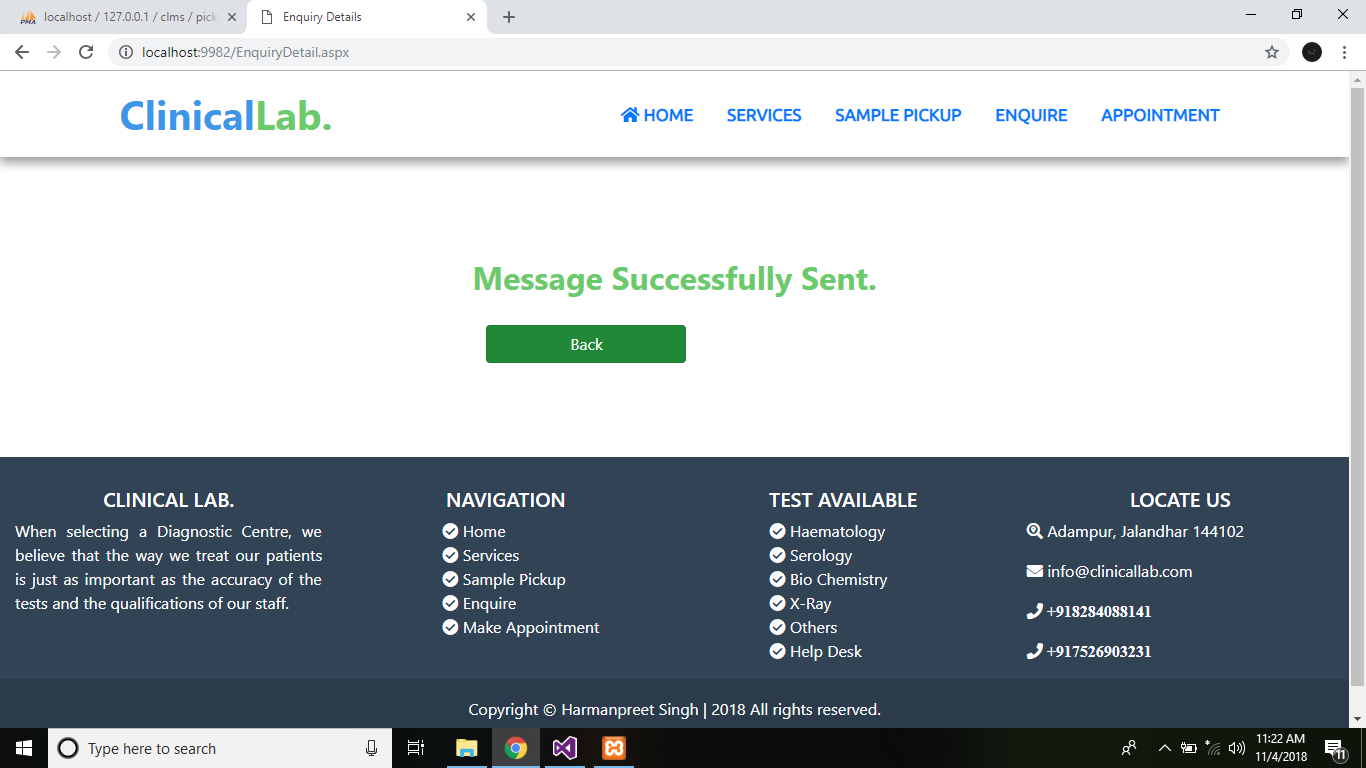 localhost / 127.0.0.1 / clms / pick
Enquiry Details
localhost:9982/EnquiryDetail.aspx
ClinicalLab.
HOME SERVICES SAMPLE PICKUP ENQUIRE APPOINTMENT
Message Successfully Sent.
Back
CLINICAL LAB.
When selecting a Diagnostic Centre, we
believe that the way we treat our patients
is just as important as the accuracy of the
tests and the qualifications of our staff.
NAVIGATION
Home
Services
Sample Pickup
Enquire
Make Appointment
TEST AVAILABLE
Haematology
Serology
Bio Chemistry
X-Ray
Others
Help Desk
LOCATE US
Adampur, Jalandhar 144102
info@clinicallab.com
+918284088141
+917526903231
Copyright © Harmanpreet Singh | 2018 All rights reserved.
Type here to search
11:22 AM
11/4/2018
11